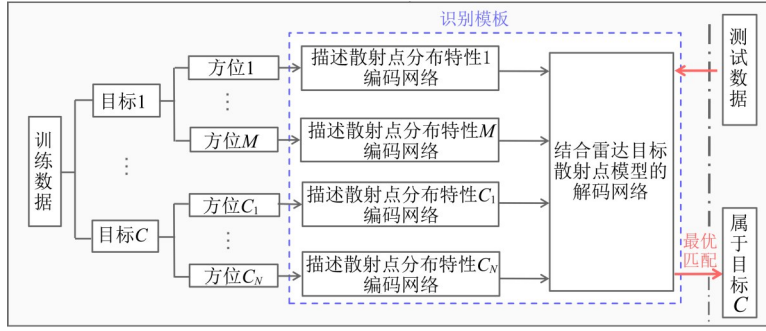 识别模板
训练数据
目标1
⋮
目标C
方位1
⋮
方位M
方位C₁
⋮
方位C_N
描述散射点分布特性1
编码网络
描述散射点分布特性M
编码网络
描述散射点分布特性C₁
编码网络
描述散射点分布特性C_N
编码网络
结合雷达目标
散射点模型的
解码网络
测试数据
最优
匹配
属于目标C